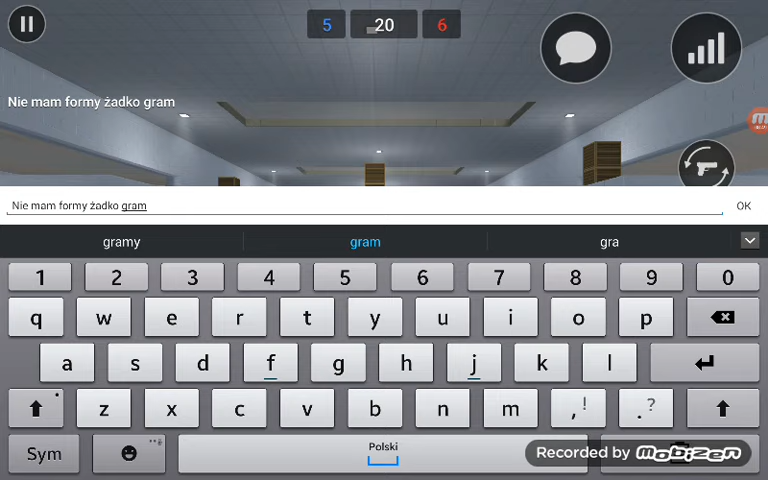 5 20 6
Nie mam formy żadko gram
Nie mam formy żadko gram OK
gramy gram gra
1 2 3 4 5 6 7 8 9 0
q w e r t y u i o p
a s d f g h j k l
z x c v b n m , ! . ?
Sym Polski
Recorded by mobizen